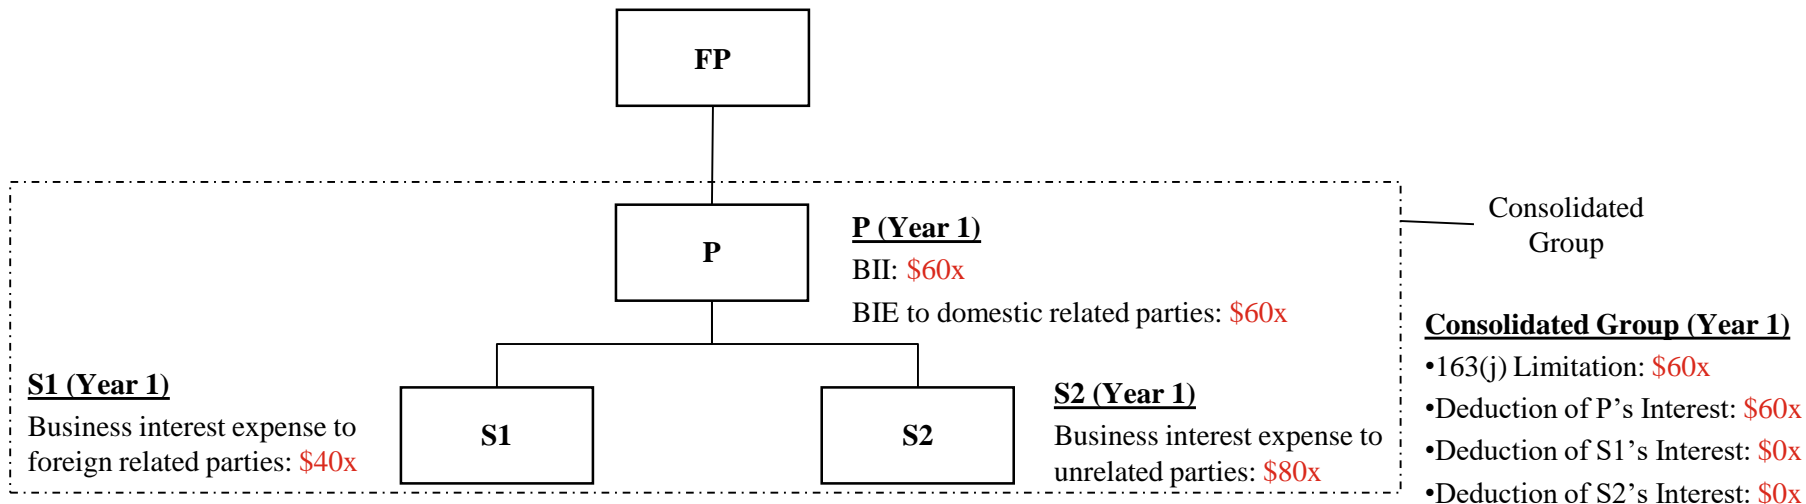 FP
Consolidated
Group
P
P (Year 1)
BII: $60x
BIE to domestic related parties: $60x
Consolidated Group (Year 1)
•163(j) Limitation: $60x
•Deduction of P's Interest: $60x
•Deduction of S1's Interest: $0x
•Deduction of S2's Interest: $0x
S1 (Year 1)
Business interest expense to
foreign related parties: $40x
S1
S2
S2 (Year 1)
Business interest expense to
unrelated parties: $80x